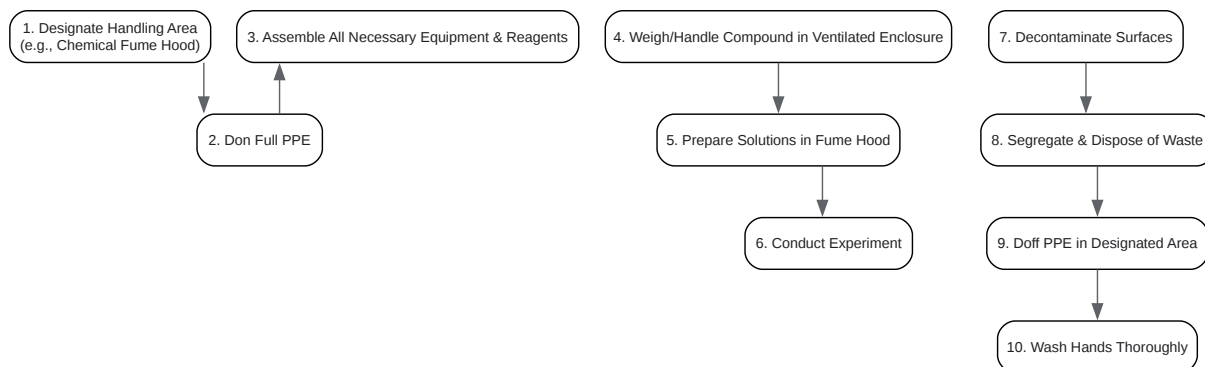 1. Designate Handling Area
(e.g., Chemical Fume Hood)
2. Don Full PPE
3. Assemble All Necessary Equipment & Reagents
4. Weigh/Handle Compound in Ventilated Enclosure
5. Prepare Solutions in Fume Hood
6. Conduct Experiment
7. Decontaminate Surfaces
8. Segregate & Dispose of Waste
9. Doff PPE in Designated Area
10. Wash Hands Thoroughly